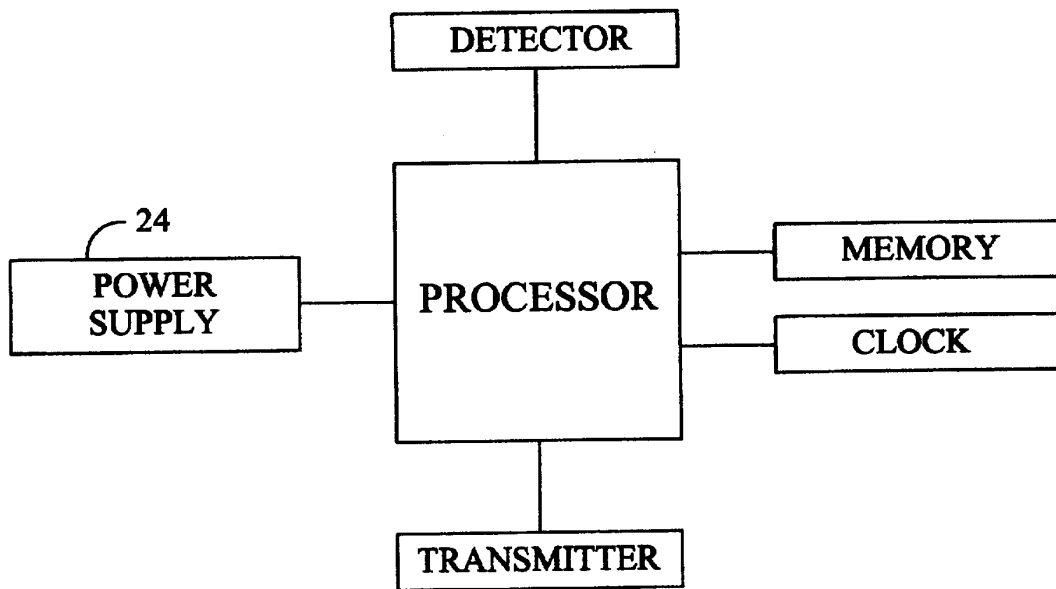 DETECTOR
24
POWER
SUPPLY
PROCESSOR
MEMORY
CLOCK
TRANSMITTER